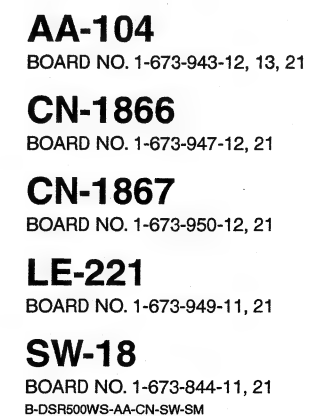 AA-104
BOARD NO. 1-673-943-12, 13, 21
CN-1866
BOARD NO. 1-673-947-12, 21
CN-1867
BOARD NO. 1-673-950-12, 21
LE-221
BOARD NO. 1-673-949-11, 21
SW-18
BOARD NO. 1-673-844-11, 21
B-DSR500WS-AA-CN-SW-SM